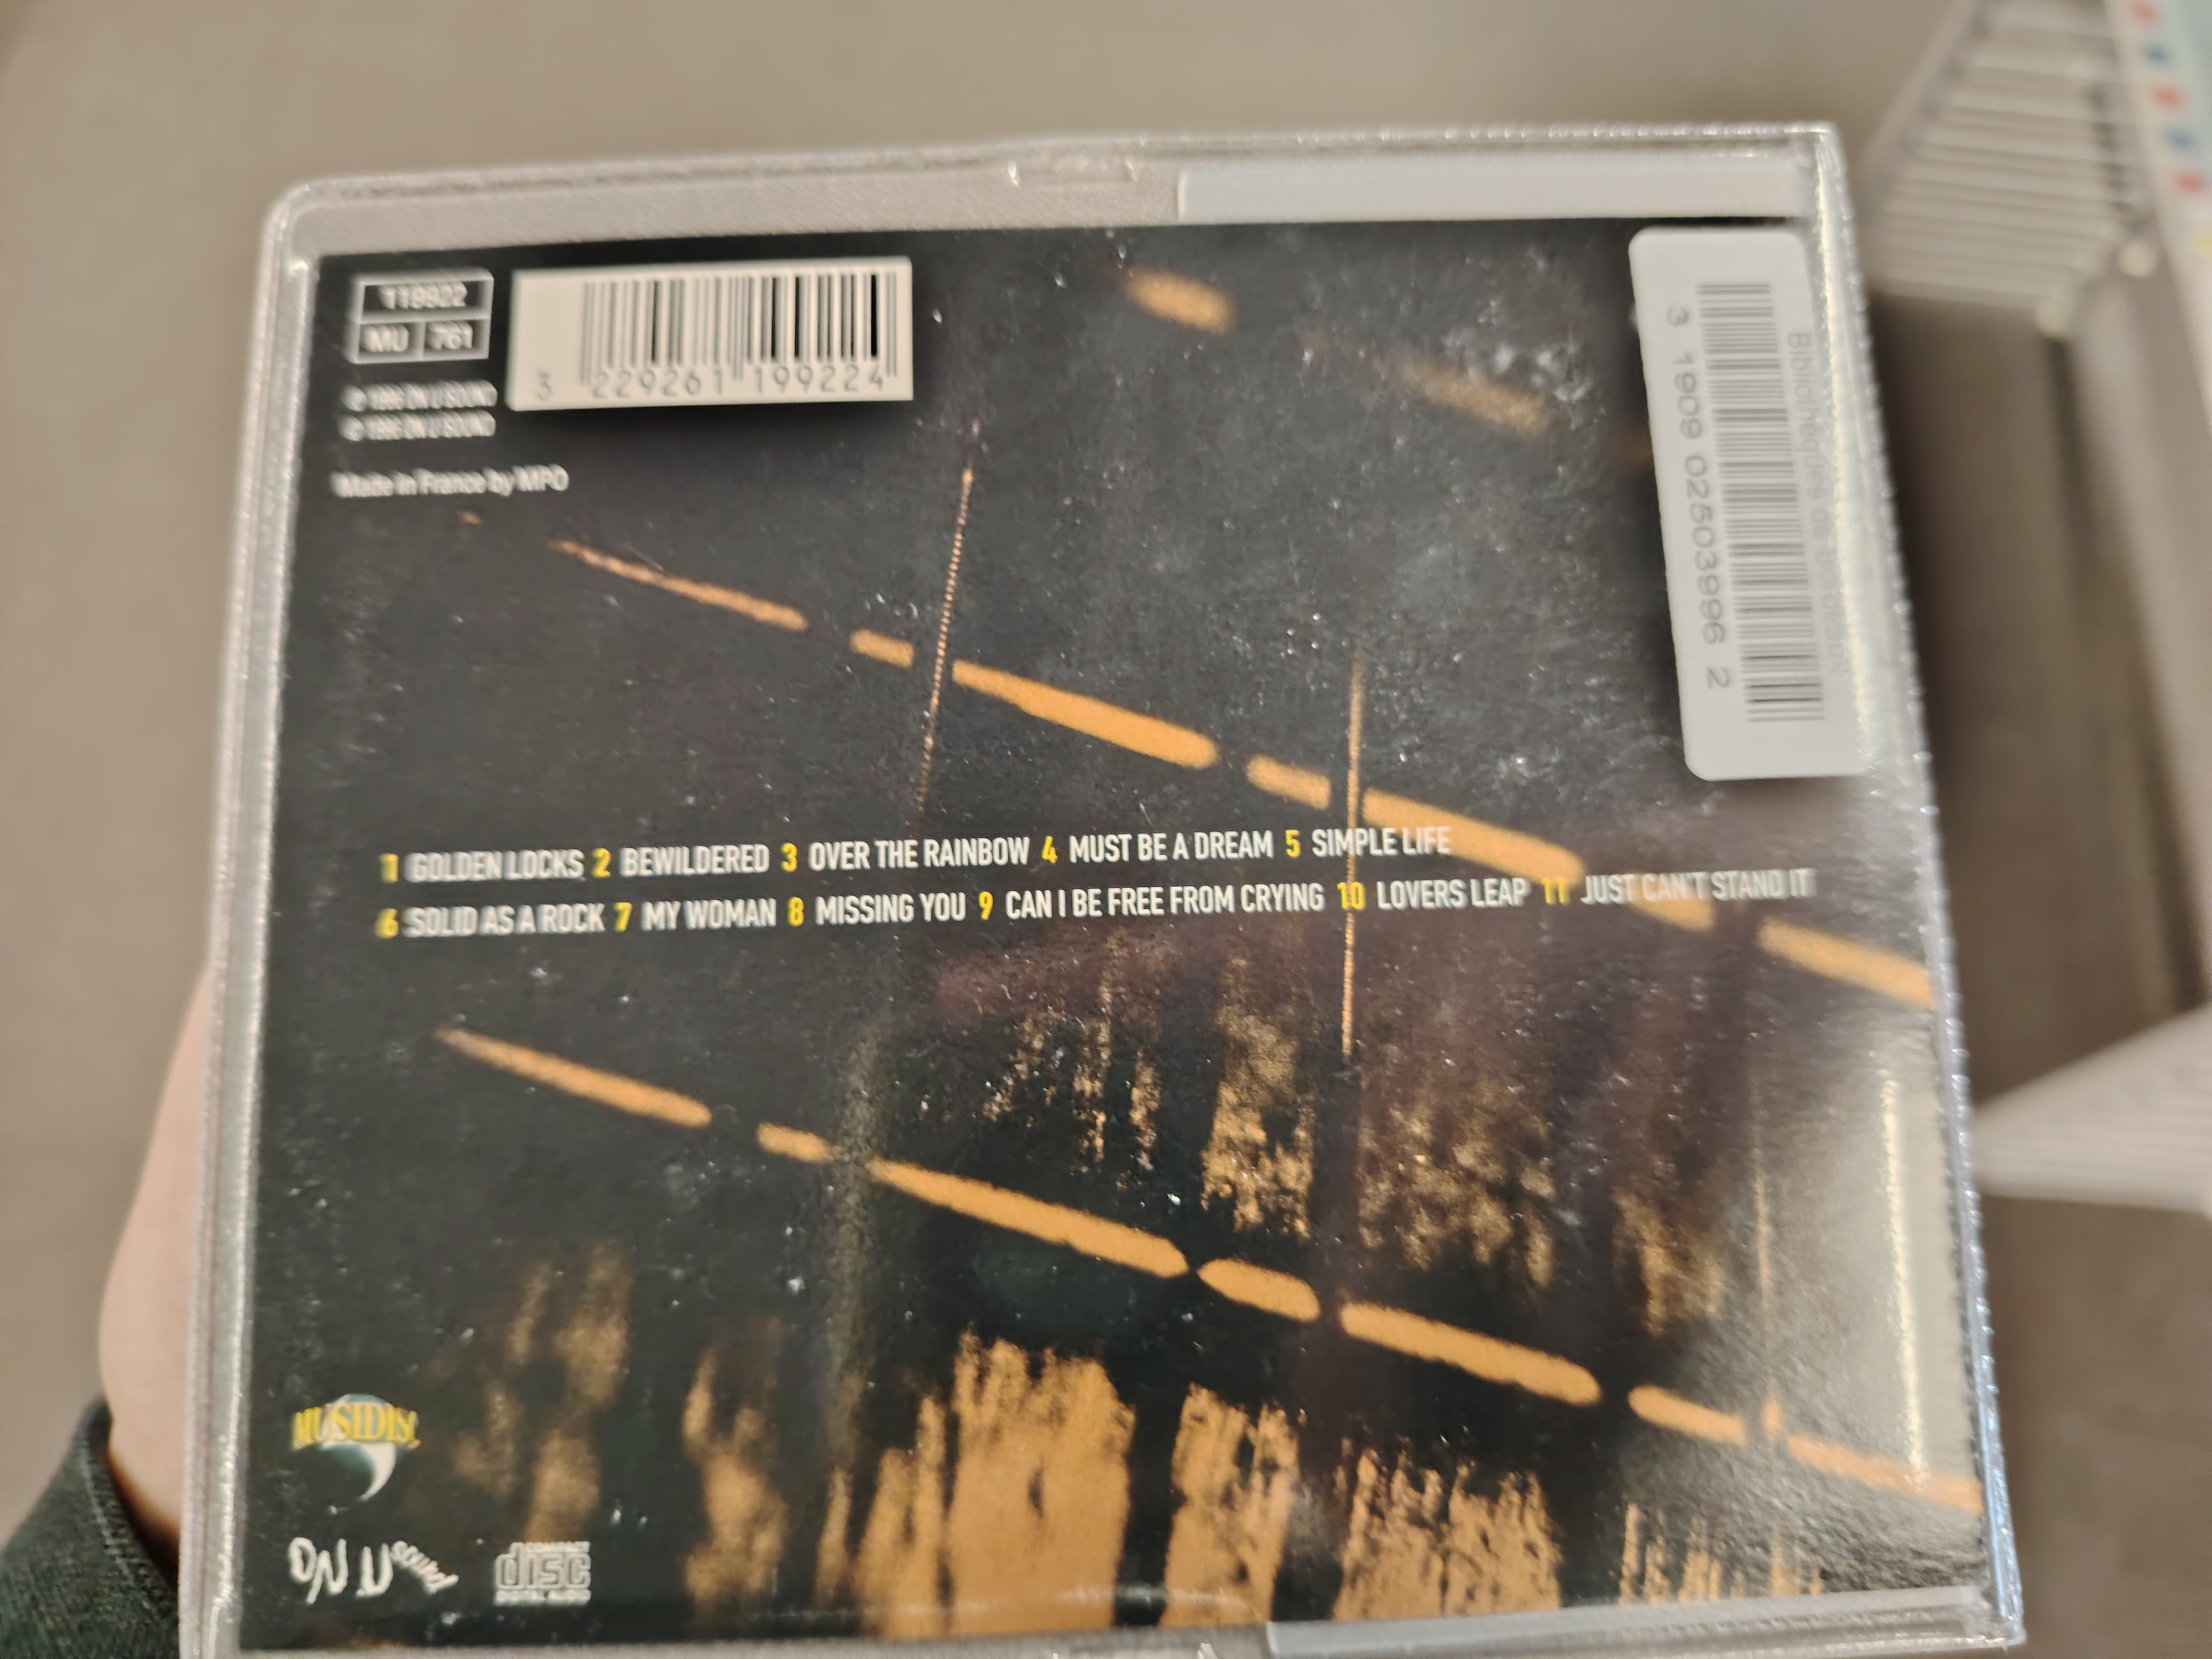 119922
MU 761
3 229261 199224
ON U SOUND
ON U SOUND
Made in France by MPO
3 1909 02503996 2
1 GOLDEN LOCKS 2 BEWILDERED 3 OVER THE RAINBOW 4 MUST BE A DREAM 5 SIMPLE LIFE
6 SOLID AS A ROCK 7 MY WOMAN 8 MISSING YOU 9 CAN I BE FREE FROM CRYING 10 LOVERS LEAP 11 JUST CAN'T STAND IT
MUSIDISC
ON U SOUND
COMPACT
disc
DIGITAL AUDIO